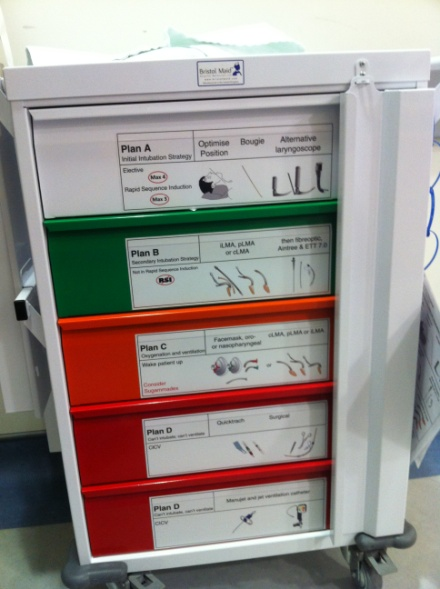 Bristol Maid
Plan A
Initial Intubation Strategy
Optimise Position
Bougie
Alternative laryngoscope
Elective
Max 4
Rapid Sequence Induction
Max 3
Plan B
Secondary Intubation Strategy
ILMA, pLMA or cLMA
then fibreoptic, Aintree & ETT 7.0
Not in Rapid Sequence Induction
RSI
Plan C
Oxygenation and ventilation
Facemask, oro- or nasopharyngeal
cLMA, pLMA or ILMA
Wake patient up
or
Consider
Sugammadex
Plan D
Can't intubate, can't ventilate
Quicktrach
Surgical
CICV
Plan D
Can't intubate, can't ventilate
Manujet and jet ventilation catheter
CICV